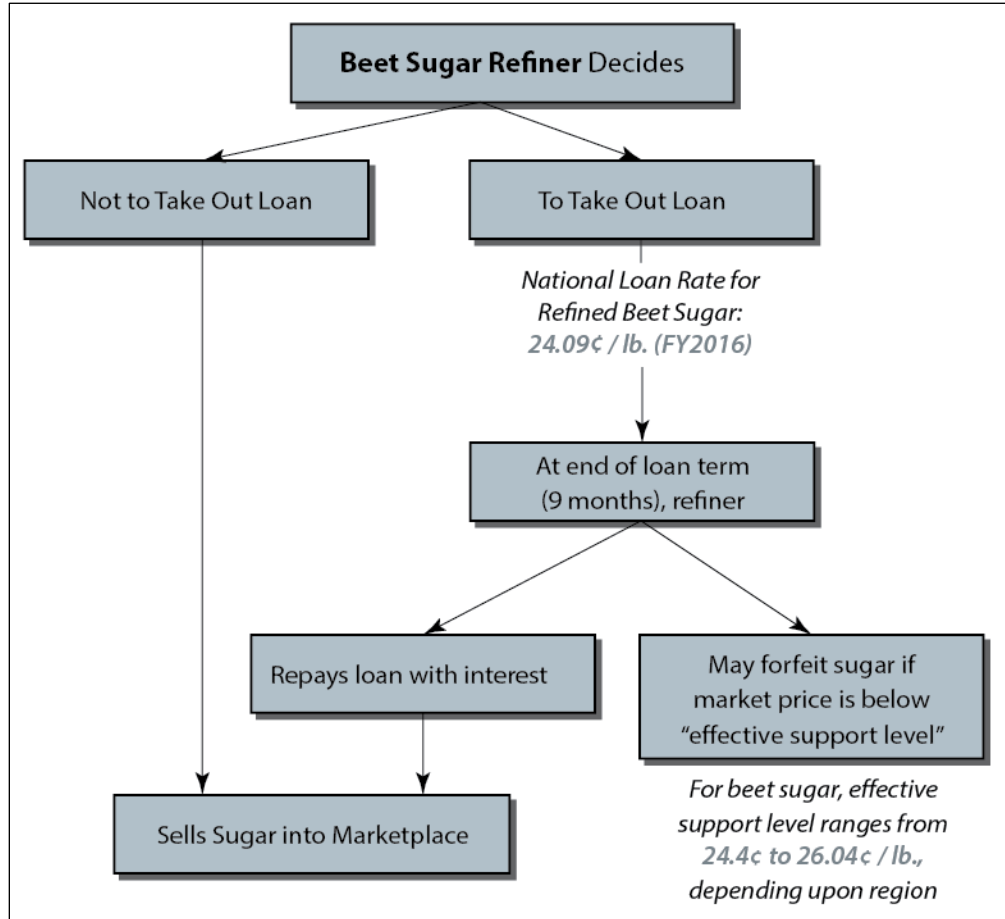 Beet Sugar Refiner Decides
Not to Take Out Loan
To Take Out Loan
National Loan Rate for
Refined Beet Sugar:
24.09¢ / lb. (FY2016)
At end of loan term
(9 months), refiner
Repays loan with interest
May forfeit sugar if
market price is below
“effective support level”
Sells Sugar into Marketplace
For beet sugar, effective
support level ranges from
24.4¢ to 26.04¢ / lb.,
depending upon region